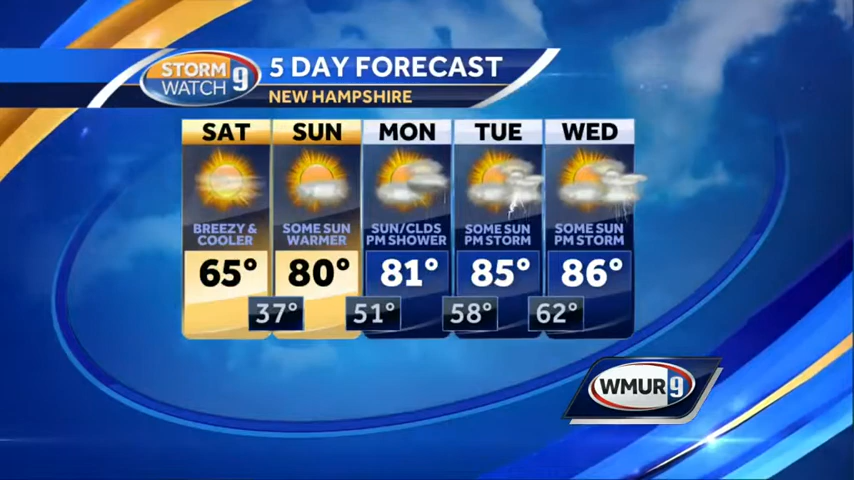 STORM
WATCH 9
5 DAY FORECAST
NEW HAMPSHIRE
SAT
SUN
MON
TUE
WED
BREEZY &
COOLER
SOME SUN
WARMER
SUN/CLDS
PM SHOWER
SOME SUN
PM STORM
SOME SUN
PM STORM
65°
80°
81°
85°
86°
37°
51°
58°
62°
WMUR 9